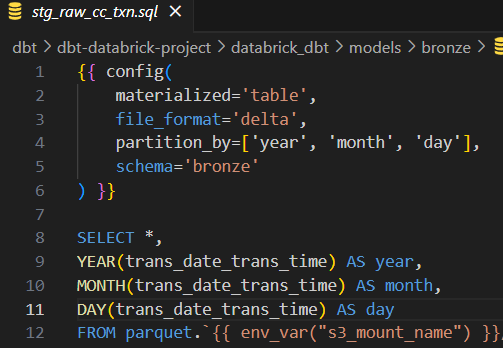 stg_raw_cc_txn.sql ×
dbt > dbt-databrick-project > databrick_dbt > models > bronze >
1 {{ config(
2     materialized='table',
3     file_format='delta',
4     partition_by=['year', 'month', 'day'],
5     schema='bronze'
6 ) }}
7
8 SELECT *,
9 YEAR(trans_date_trans_time) AS year,
10 MONTH(trans_date_trans_time) AS month,
11 DAY(trans_date_trans_time) AS day
12 FROM parquet.`{{ env_var("s3_mount_name") }}